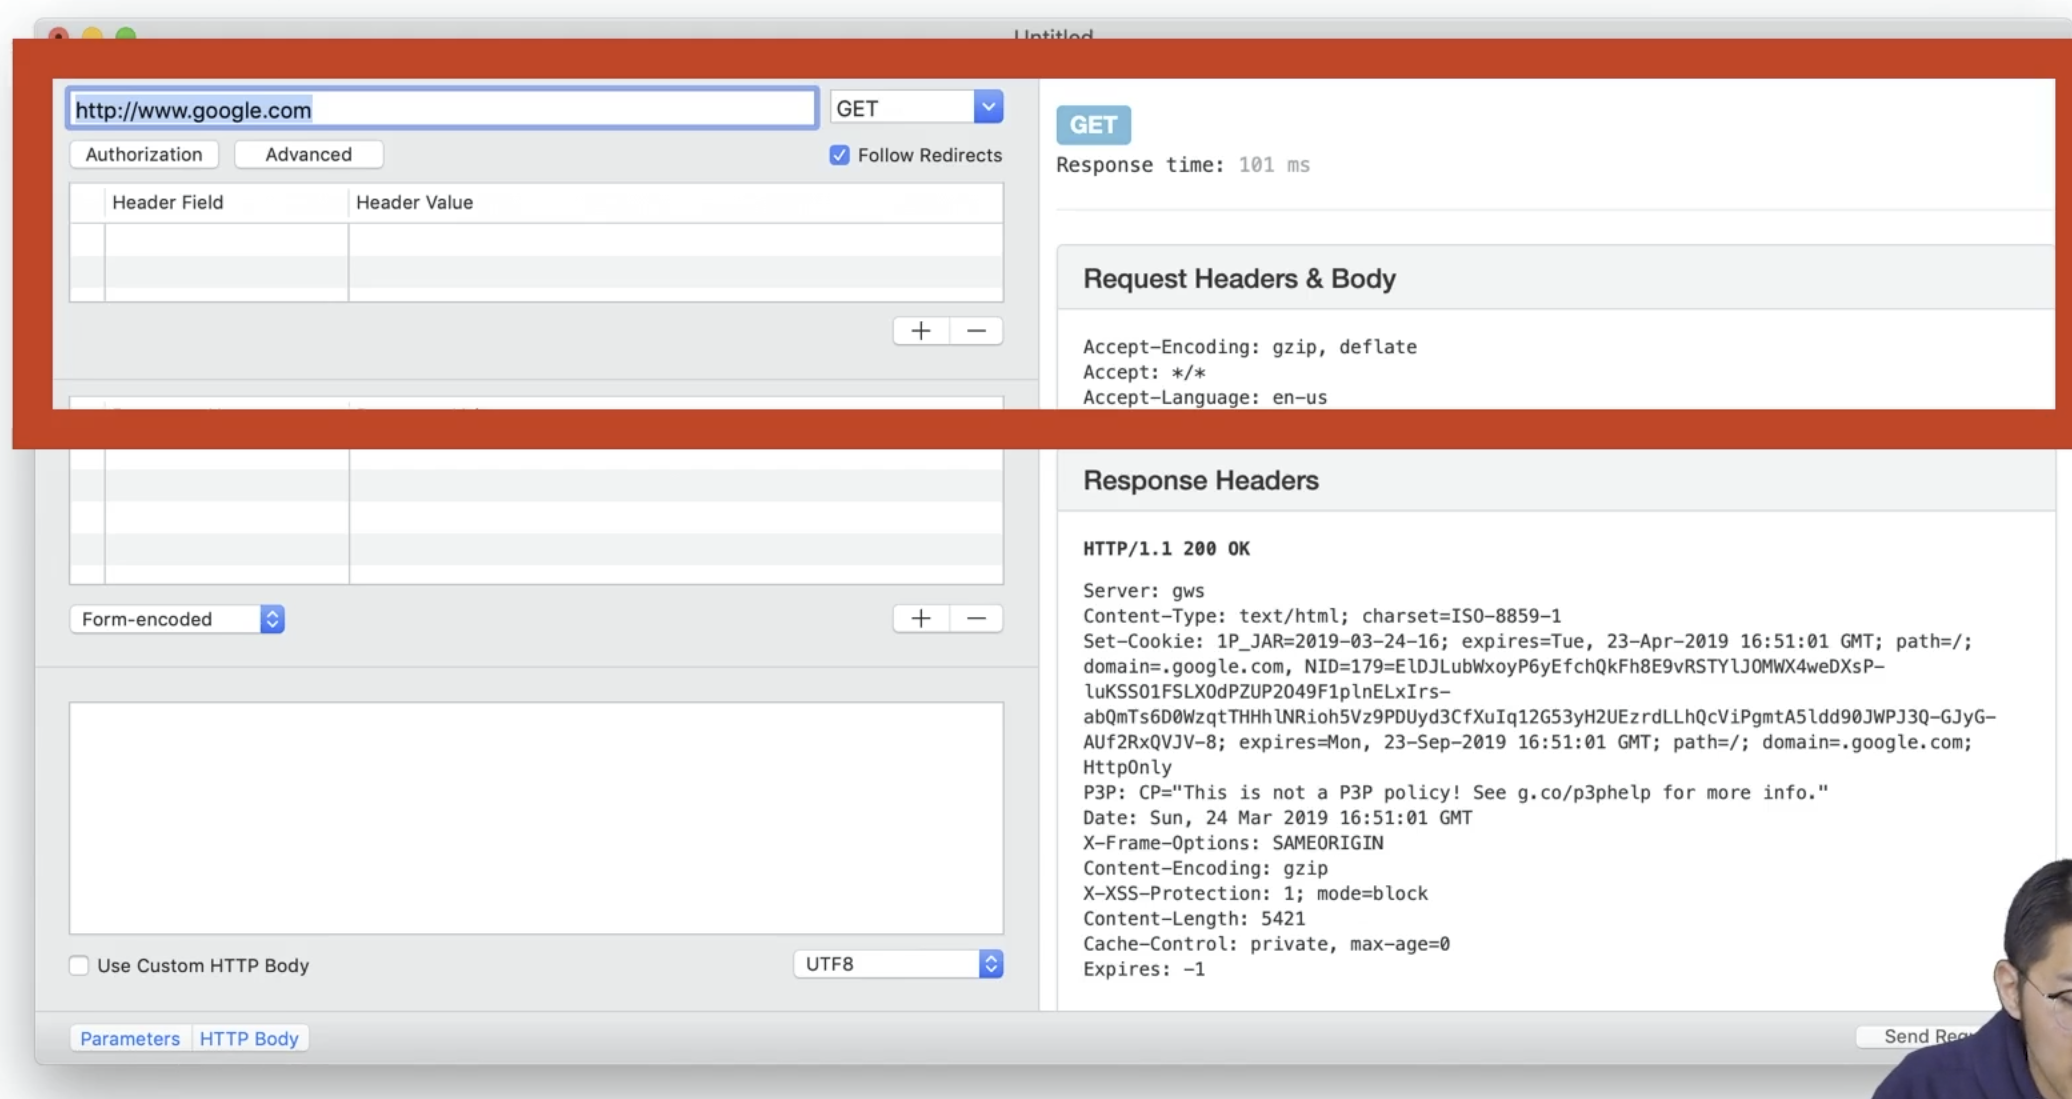 Untitled
http://www.google.com
GET
Authorization
Advanced
Follow Redirects
Header Field
Header Value
+
−
Form-encoded
+
−
Use Custom HTTP Body
UTF8
Parameters
HTTP Body
GET
Response time: 101 ms
Request Headers & Body
Accept-Encoding: gzip, deflate
Accept: */*
Accept-Language: en-us
Response Headers
HTTP/1.1 200 OK
Server: gws
Content-Type: text/html; charset=ISO-8859-1
Set-Cookie: 1P_JAR=2019-03-24-16; expires=Tue, 23-Apr-2019 16:51:01 GMT; path=/;
domain=.google.com, NID=179=ElDJLubWxoyP6yEfchQkFh8E9vRSTYlJOMWX4weDXsP-
luKSSO1FSLXOdPZUP2O49F1plnELxIrs-
abQmTs6D0WzqtTHHhlNRioh5Vz9PDUyd3CfXuIq12G53yH2UEzrdLLhQcViPgmtA5ldd90JWPJ3Q-GJyG-
AUf2RxQVJV-8; expires=Mon, 23-Sep-2019 16:51:01 GMT; path=/; domain=.google.com;
HttpOnly
P3P: CP="This is not a P3P policy! See g.co/p3phelp for more info."
Date: Sun, 24 Mar 2019 16:51:01 GMT
X-Frame-Options: SAMEORIGIN
Content-Encoding: gzip
X-XSS-Protection: 1; mode=block
Content-Length: 5421
Cache-Control: private, max-age=0
Expires: -1
Send